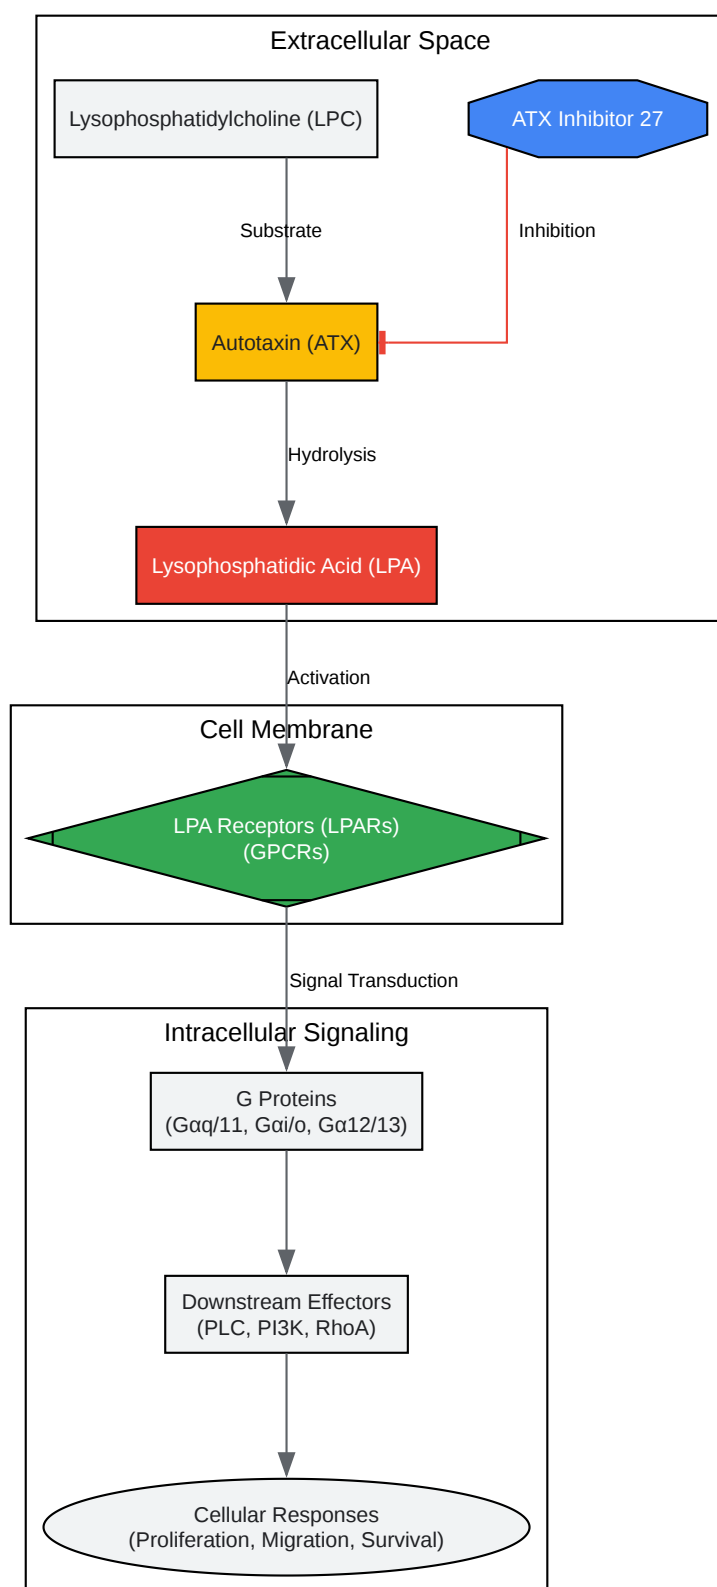 Extracellular Space
Lysophosphatidylcholine (LPC)
ATX Inhibitor 27
Substrate
Inhibition
Autotaxin (ATX)
Hydrolysis
Lysophosphatidic Acid (LPA)
Activation
Cell Membrane
LPA Receptors (LPARs)
(GPCRs)
Signal Transduction
Intracellular Signaling
G Proteins
(Gαq/11, Gαi/o, Gα12/13)
Downstream Effectors
(PLC, PI3K, RhoA)
Cellular Responses
(Proliferation, Migration, Survival)